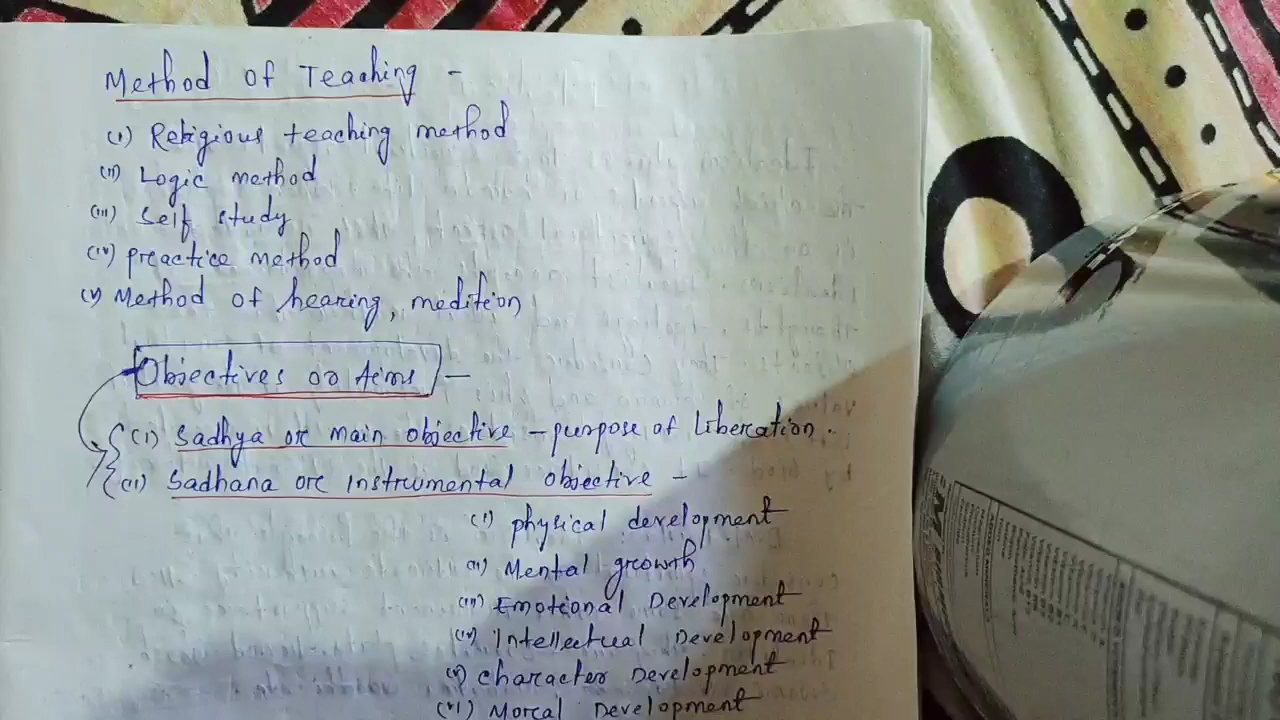 Method of Teaching -
(i) Religious teaching method
(ii) Logic method
(iii) Self study
(iv) practice method
(v) Method of hearing, medition
Objectives or Aims -
(i) Sadhya or main objective - purpose of Liberation.
(ii) Sadhana or instrumental objective -
(i) physical development
(ii) Mental growth
(iii) Emotional Development
(iv) Intellectual Development
(v) character Development
(vi) Moral Development